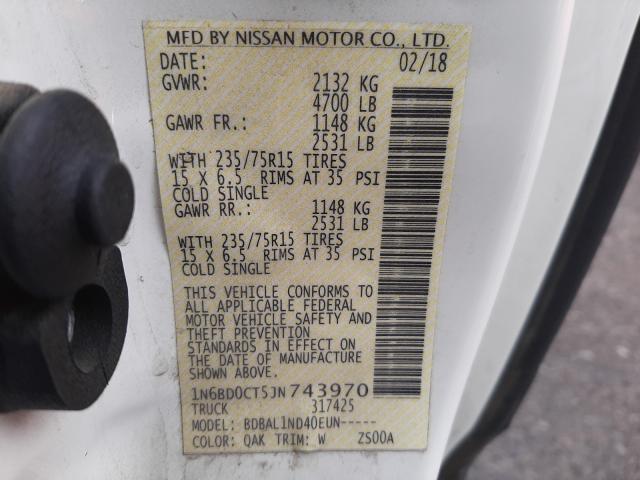 MFD BY NISSAN MOTOR CO., LTD.
DATE: 02/18
GVWR: 2132 KG
4700 LB
GAWR FR.: 1148 KG
2531 LB
WITH 235/75R15 TIRES
15 X 6.5 RIMS AT 35 PSI
COLD SINGLE
GAWR RR.: 1148 KG
2531 LB
WITH 235/75R15 TIRES
15 X 6.5 RIMS AT 35 PSI
COLD SINGLE
THIS VEHICLE CONFORMS TO
ALL APPLICABLE FEDERAL
MOTOR VEHICLE SAFETY AND
THEFT PREVENTION
STANDARDS IN EFFECT ON
THE DATE OF MANUFACTURE
SHOWN ABOVE.
1N6BD0CT5JN743970
TRUCK 317425
MODEL: BDBAL1ND40EUN-----
COLOR: QAK TRIM: W ZS00A